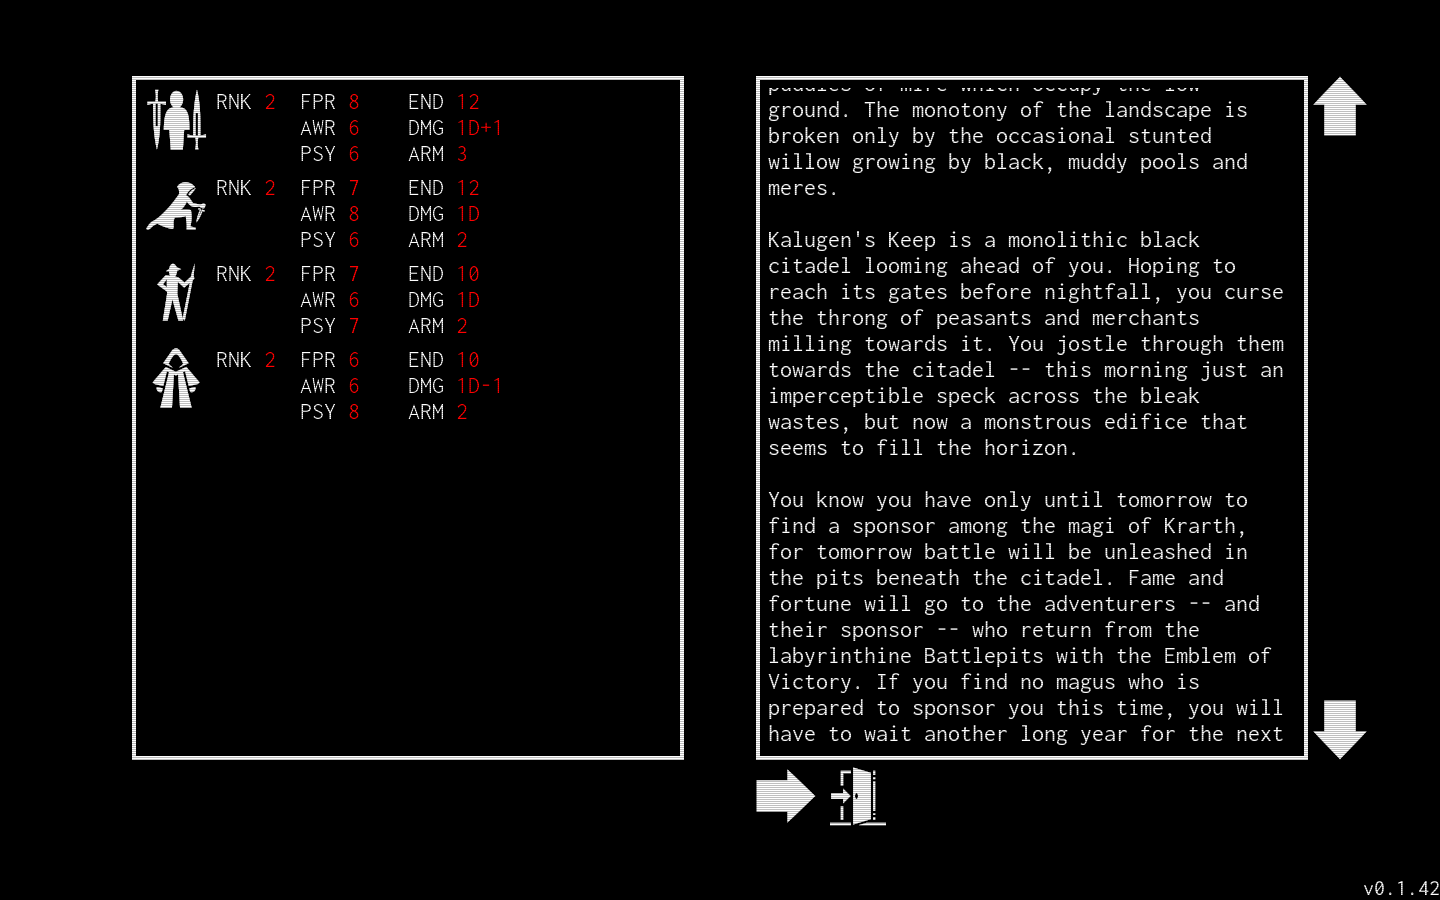 RNK 2 FPR 8 END 12
AWR 6 DMG 1D+1
PSY 6 ARM 3
RNK 2 FPR 7 END 12
AWR 8 DMG 1D
PSY 6 ARM 2
RNK 2 FPR 7 END 10
AWR 6 DMG 1D
PSY 7 ARM 2
RNK 2 FPR 6 END 10
AWR 6 DMG 1D-1
PSY 8 ARM 2
puddles of mire which occupy the low
ground. The monotony of the landscape is
broken only by the occasional stunted
willow growing by black, muddy pools and
meres.
Kalugen's Keep is a monolithic black
citadel looming ahead of you. Hoping to
reach its gates before nightfall, you curse
the throng of peasants and merchants
milling towards it. You jostle through them
towards the citadel -- this morning just an
imperceptible speck across the bleak
wastes, but now a monstrous edifice that
seems to fill the horizon.
You know you have only until tomorrow to
find a sponsor among the magi of Krarth,
for tomorrow battle will be unleashed in
the pits beneath the citadel. Fame and
fortune will go to the adventurers -- and
their sponsor -- who return from the
labyrinthine Battlepits with the Emblem of
Victory. If you find no magus who is
prepared to sponsor you this time, you will
have to wait another long year for the next
v0.1.42